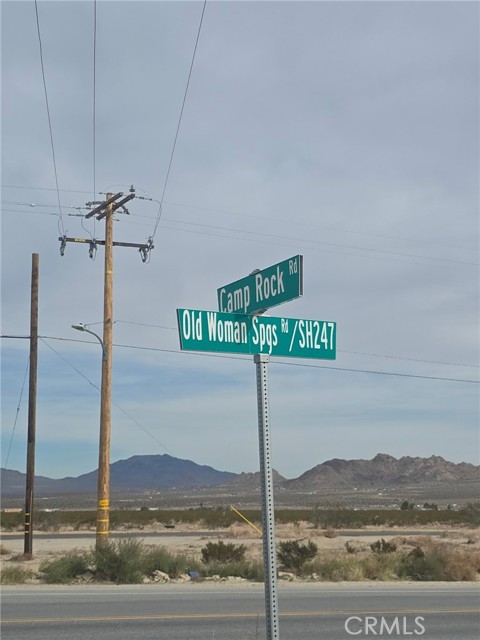 Camp Rock Rd
Old Woman Spgs Rd/SH247
CRMLS